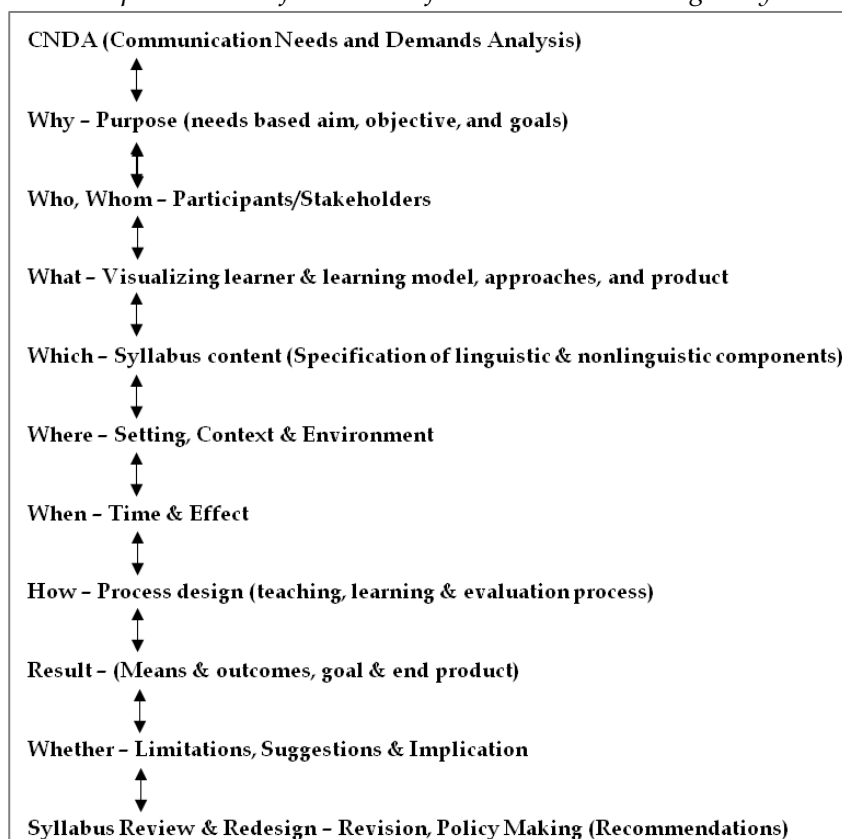 CNDA (Communication Needs and Demands Analysis)
Why – Purpose (needs based aim, objective, and goals)
Who, Whom – Participants/Stakeholders
What – Visualizing learner & learning model, approaches, and product
Which – Syllabus content (Specification of linguistic & nonlinguistic components)
Where – Setting, Context & Environment
When – Time & Effect
How – Process design (teaching, learning & evaluation process)
Result – (Means & outcomes, goal & end product)
Whether – Limitations, Suggestions & Implication
Syllabus Review & Redesign – Revision, Policy Making (Recommendations)